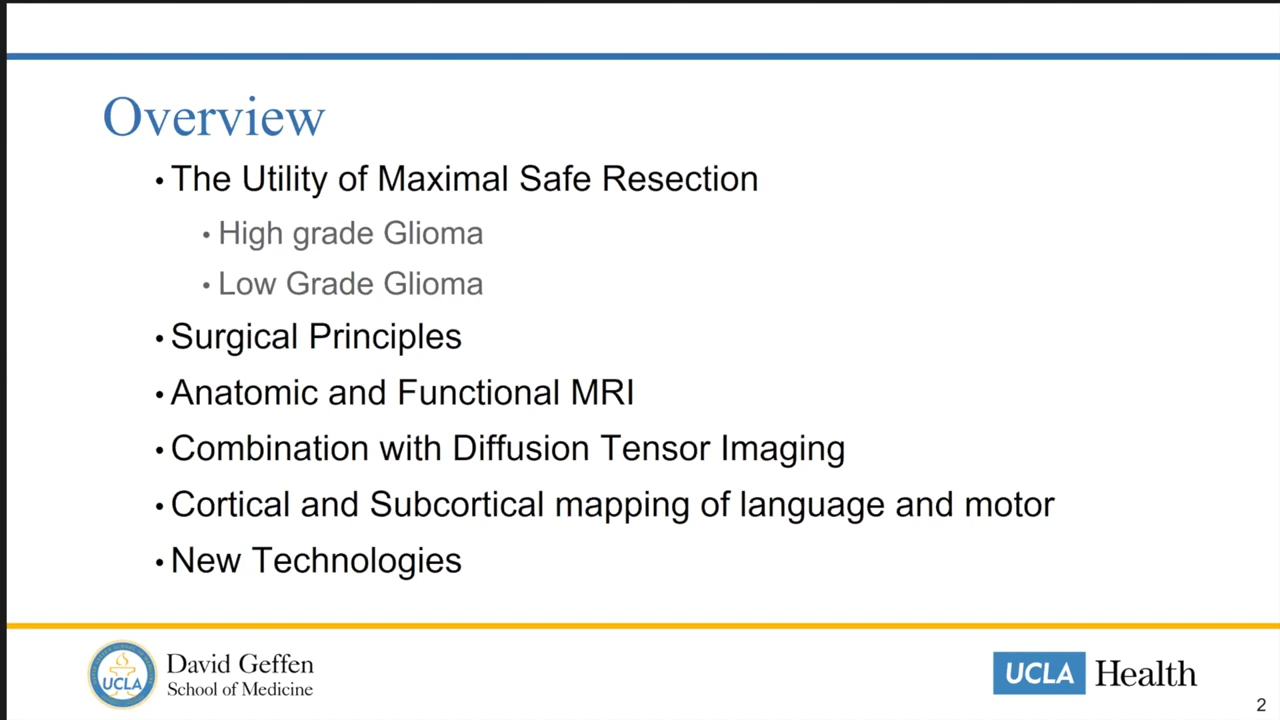 Overview
• The Utility of Maximal Safe Resection
• High grade Glioma
• Low Grade Glioma
• Surgical Principles
• Anatomic and Functional MRI
• Combination with Diffusion Tensor Imaging
• Cortical and Subcortical mapping of language and motor
• New Technologies
UCLA
David Geffen
School of Medicine
UCLA Health
2